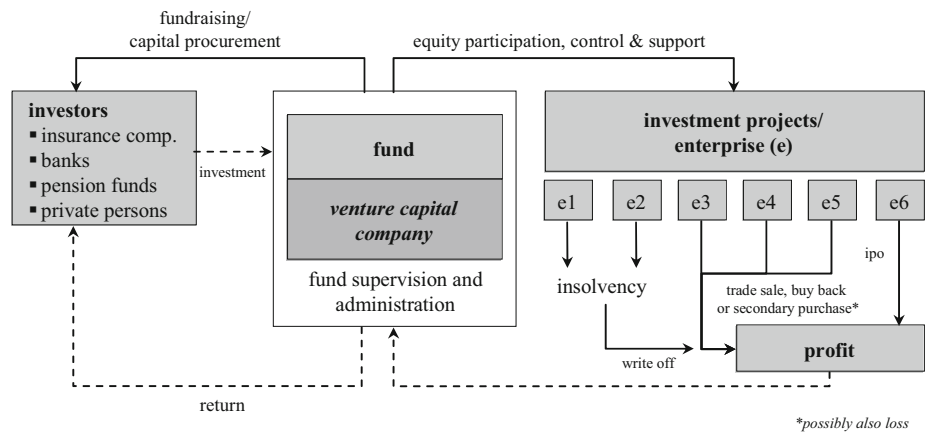 fundraising/
capital procurement
equity participation, control & support
investors
▪ insurance comp.
▪ banks
▪ pension funds
▪ private persons
investment
fund
venture capital
company
fund supervision and
administration
investment projects/
enterprise (e)
e1
e2
e3
e4
e5
e6
insolvency
ipo
trade sale, buy back
or secondary purchase*
write off
profit
return
*possibly also loss